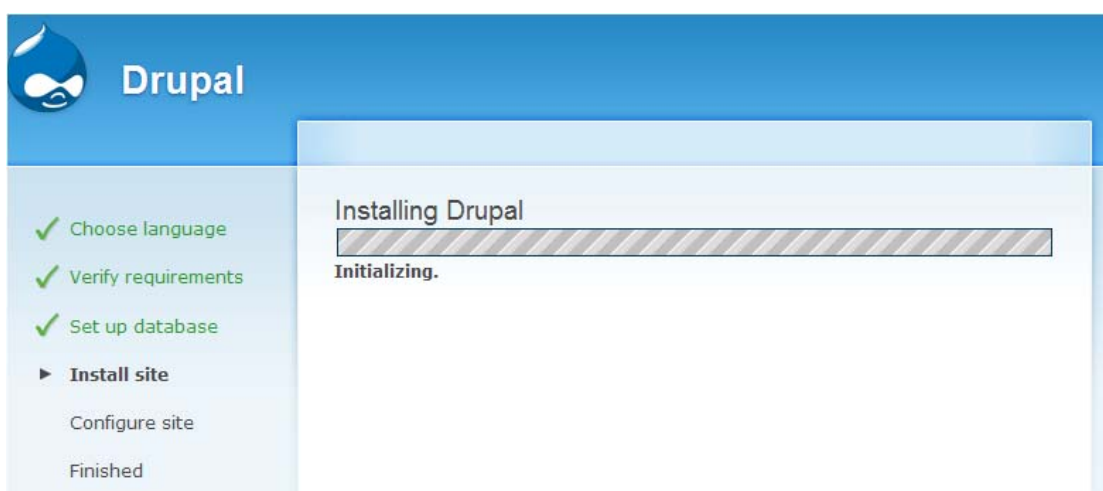 Drupal
Choose language
Verify requirements
Set up database
Install site
Configure site
Finished
Installing Drupal
Initializing.